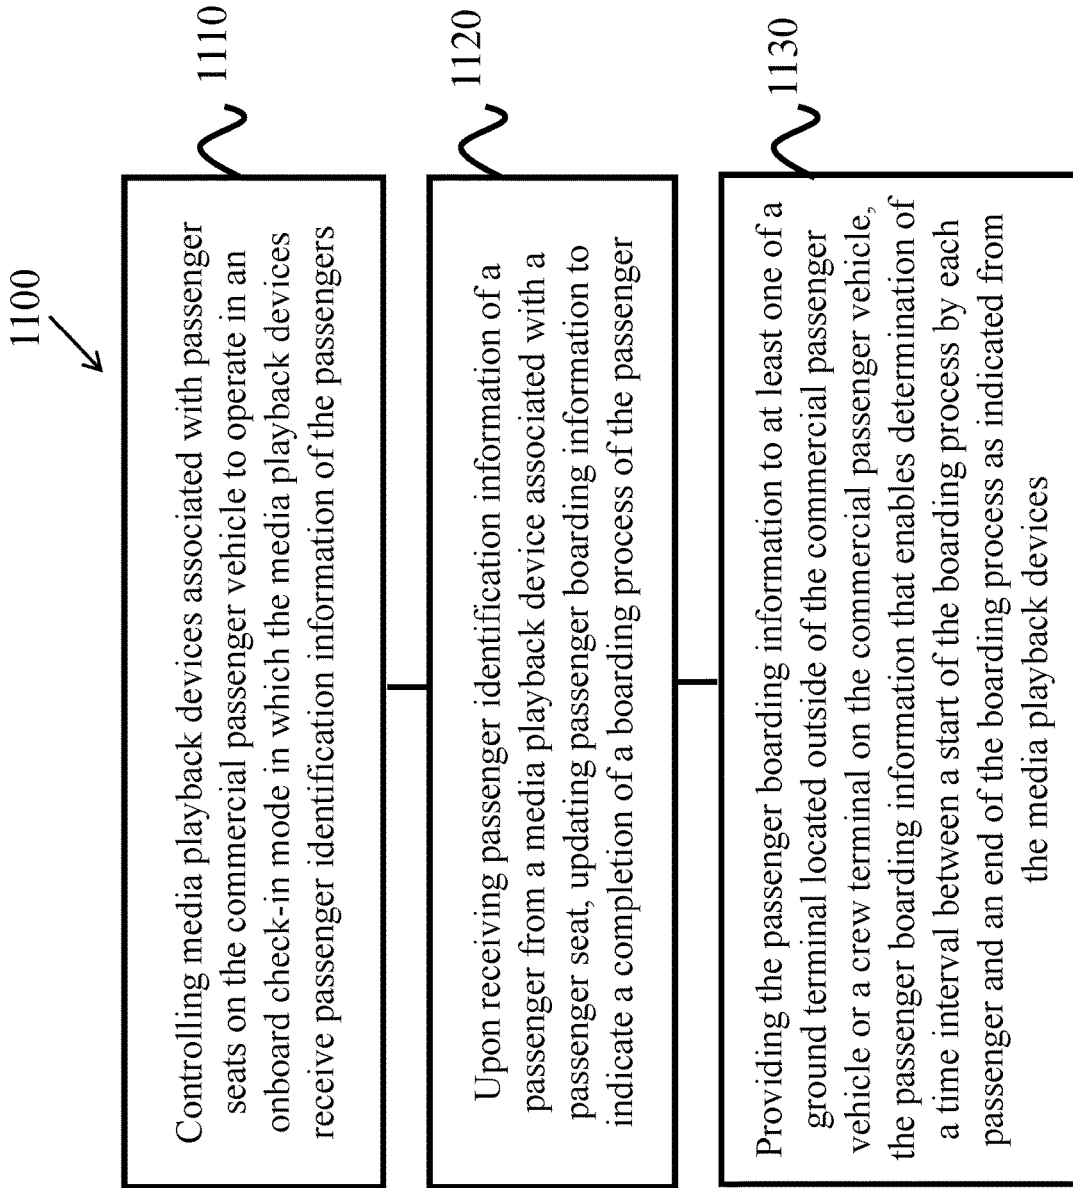 1100
1110
Controlling media playback devices associated with passenger
seats on the commercial passenger vehicle to operate in an
onboard check-in mode in which the media playback devices
receive passenger identification information of the passengers
1120
Upon receiving passenger identification information of a
passenger from a media playback device associated with a
passenger seat, updating passenger boarding information to
indicate a completion of a boarding process of the passenger
1130
Providing the passenger boarding information to at least one of a
ground terminal located outside of the commercial passenger
vehicle or a crew terminal on the commercial passenger vehicle,
the passenger boarding information that enables determination of
a time interval between a start of the boarding process by each
passenger and an end of the boarding process as indicated from
the media playback devices